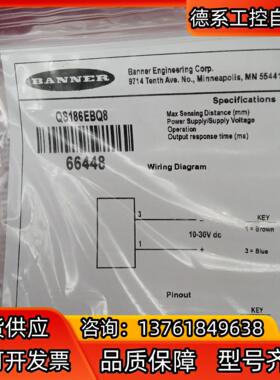 德系工控自
BANNER
Banner Engineering Corp.
9714 Tenth Ave. No., Minneapolis, MN 5544
Specifications
QS186EBQ8
66448
Max Sensing Distance (mm)
Power Supply/Supply Voltage
Operation
Output response time (ms)
Wiring Diagram
3
KEY
1 = Brown
10-30V dc
1
+
3 = Blue
Pinout
KEY
货供应
咨询：13761849638
可开发票
品质保障
型号齐